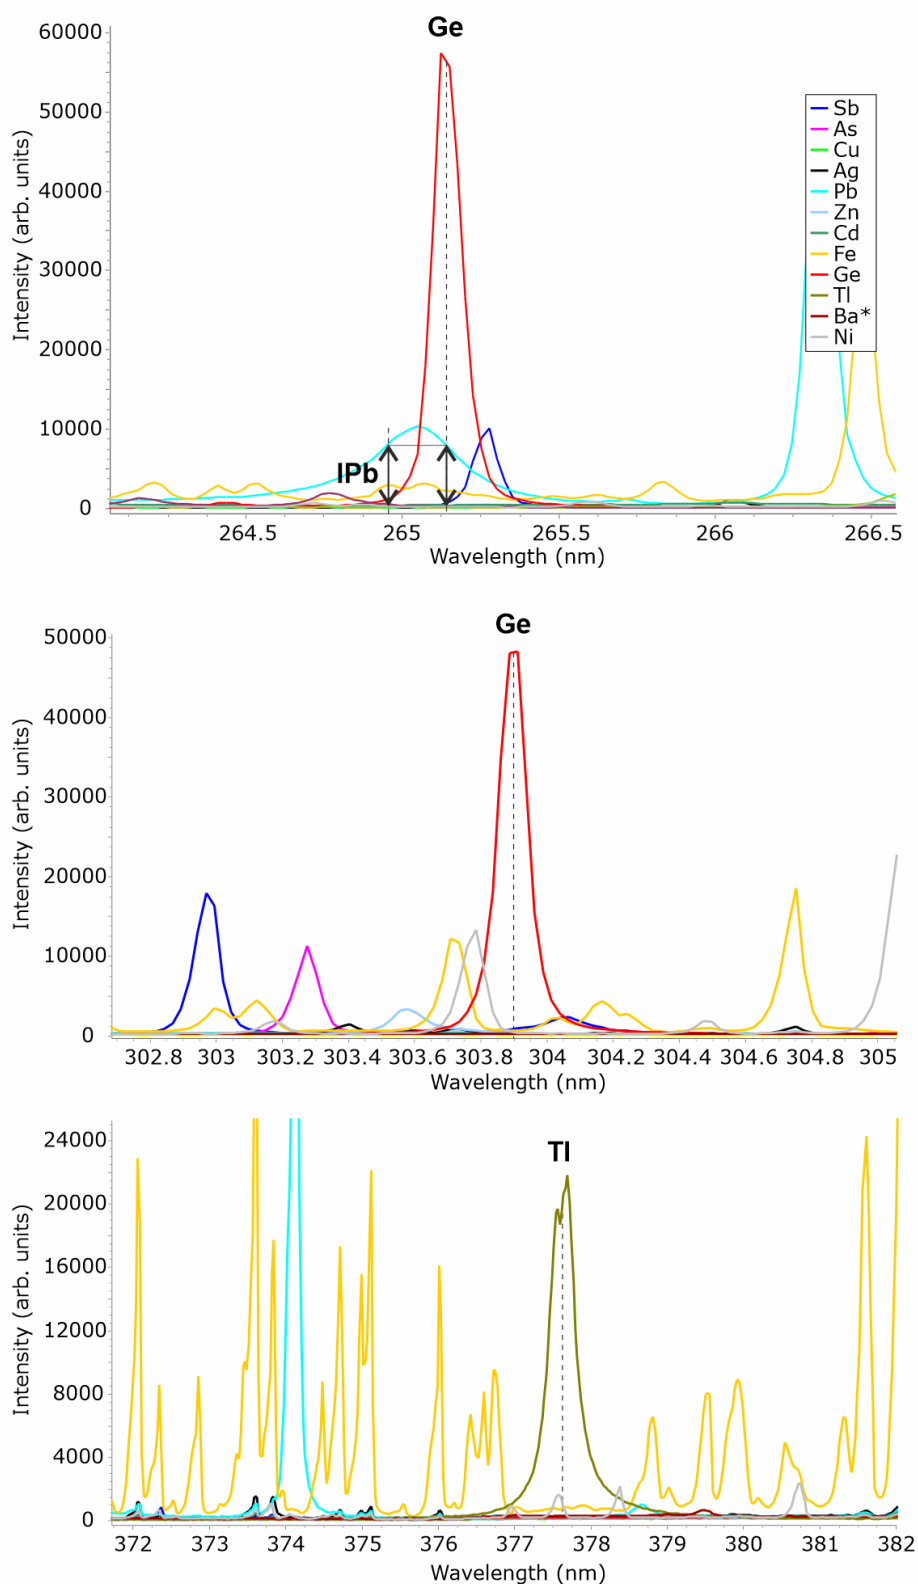 Ge
60000
50000
40000
30000
20000
10000
0
Intensity (arb. units)
Sb
As
Cu
Ag
Pb
Zn
Cd
Fe
Ge
Tl
Ba*
Ni
IPb
264.5 265 265.5 266 266.5
Wavelength (nm)
Ge
50000
40000
30000
20000
10000
0
Intensity (arb. units)
302.8 303 303.2 303.4 303.6 303.8 304 304.2 304.4 304.6 304.8 305
Wavelength (nm)
Tl
24000
20000
16000
12000
8000
4000
0
Intensity (arb. units)
372 373 374 375 376 377 378 379 380 381 382
Wavelength (nm)